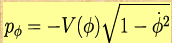 p_ϕ = −V(ϕ)√(1 − ϕ̇²)